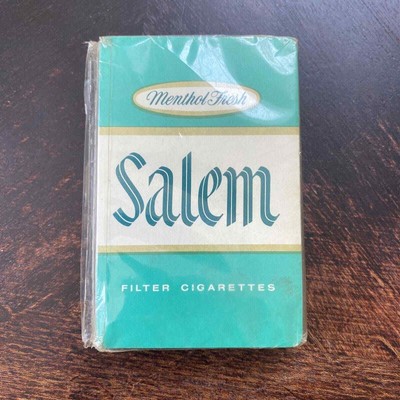 Menthol Fresh
Salem
FILTER CIGARETTES